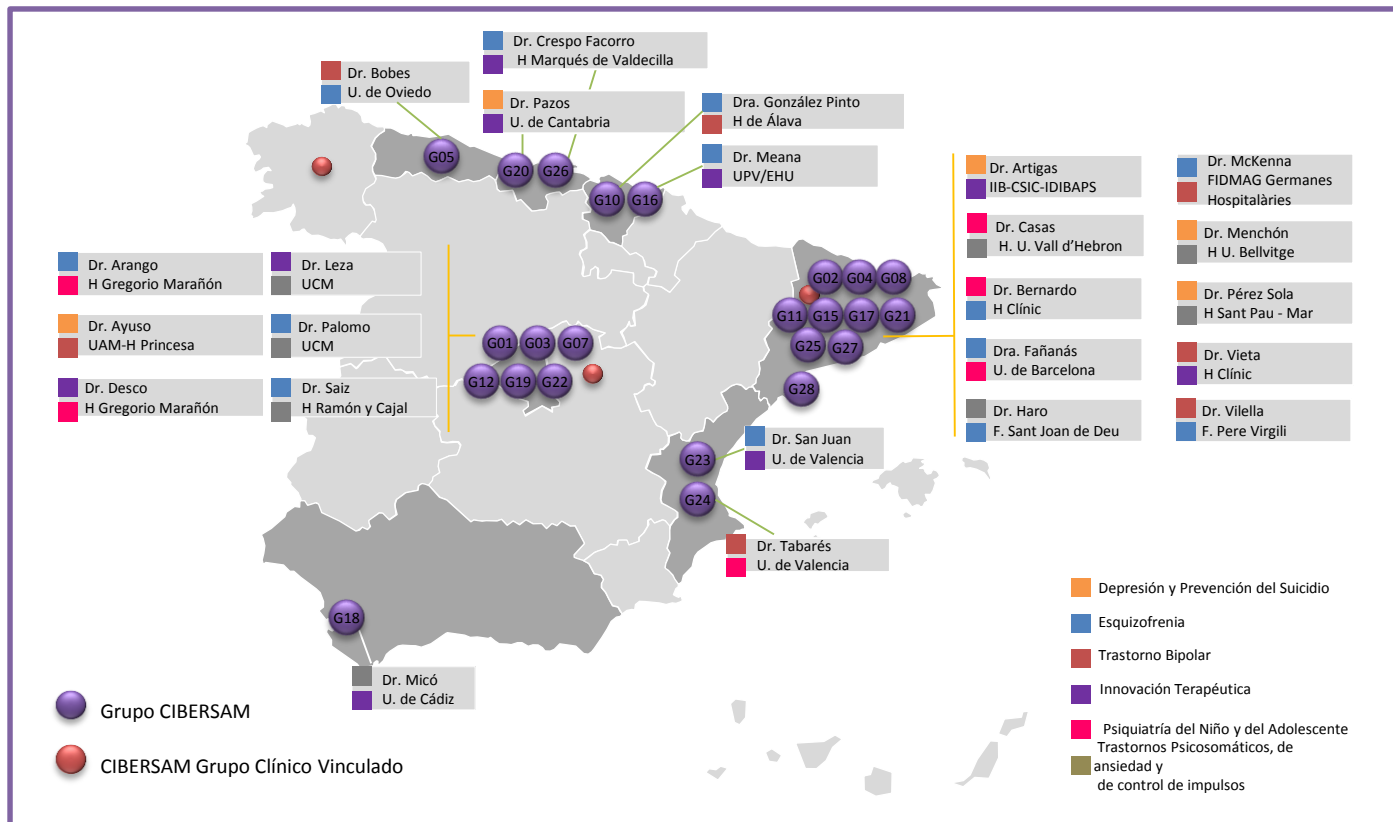 Dr. Crespo Facorro
H Marqués de Valdecilla
Dr. Bobes
U. de Oviedo
Dr. Pazos
U. de Cantabria
Dra. González Pinto
H de Álava
Dr. Meana
UPV/EHU
G05
G20
G26
G10
G16
Dr. Artigas
IIB-CSIC-IDIBAPS
Dr. McKenna
FIDMAG Germanes
Hospitalàries
Dr. Casas
H. U. Vall d’Hebron
Dr. Menchón
H U. Bellvitge
Dr. Bernardo
H Clínic
Dr. Pérez Sola
H Sant Pau - Mar
Dra. Fañanás
U. de Barcelona
Dr. Vieta
H Clínic
Dr. Haro
F. Sant Joan de Deu
Dr. Vilella
F. Pere Virgili
Dr. Arango
H Gregorio Marañón
Dr. Leza
UCM
Dr. Ayuso
UAM-H Princesa
Dr. Palomo
UCM
Dr. Desco
H Gregorio Marañón
Dr. Saiz
H Ramón y Cajal
G02
G04
G08
G11
G15
G17
G21
G25
G27
G28
G01
G03
G07
G12
G19
G22
G23
G24
Dr. San Juan
U. de Valencia
Dr. Tabarés
U. de Valencia
G18
Dr. Micó
U. de Cádiz
Grupo CIBERSAM
CIBERSAM Grupo Clínico Vinculado
Depresión y Prevención del Suicidio
Esquizofrenia
Trastorno Bipolar
Innovación Terapéutica
Psiquiatría del Niño y del Adolescente
Trastornos Psicosomáticos, de
ansiedad y
de control de impulsos